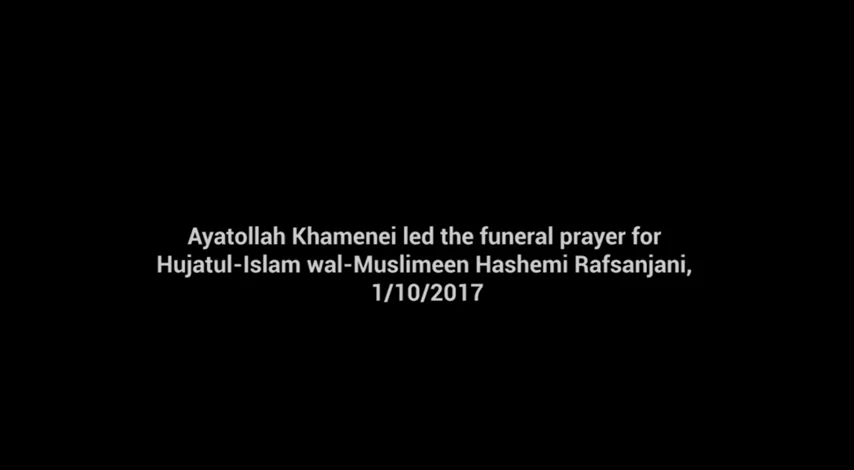 Ayatollah Khamenei led the funeral prayer for
Hujatul-Islam wal-Muslimeen Hashemi Rafsanjani,
1/10/2017